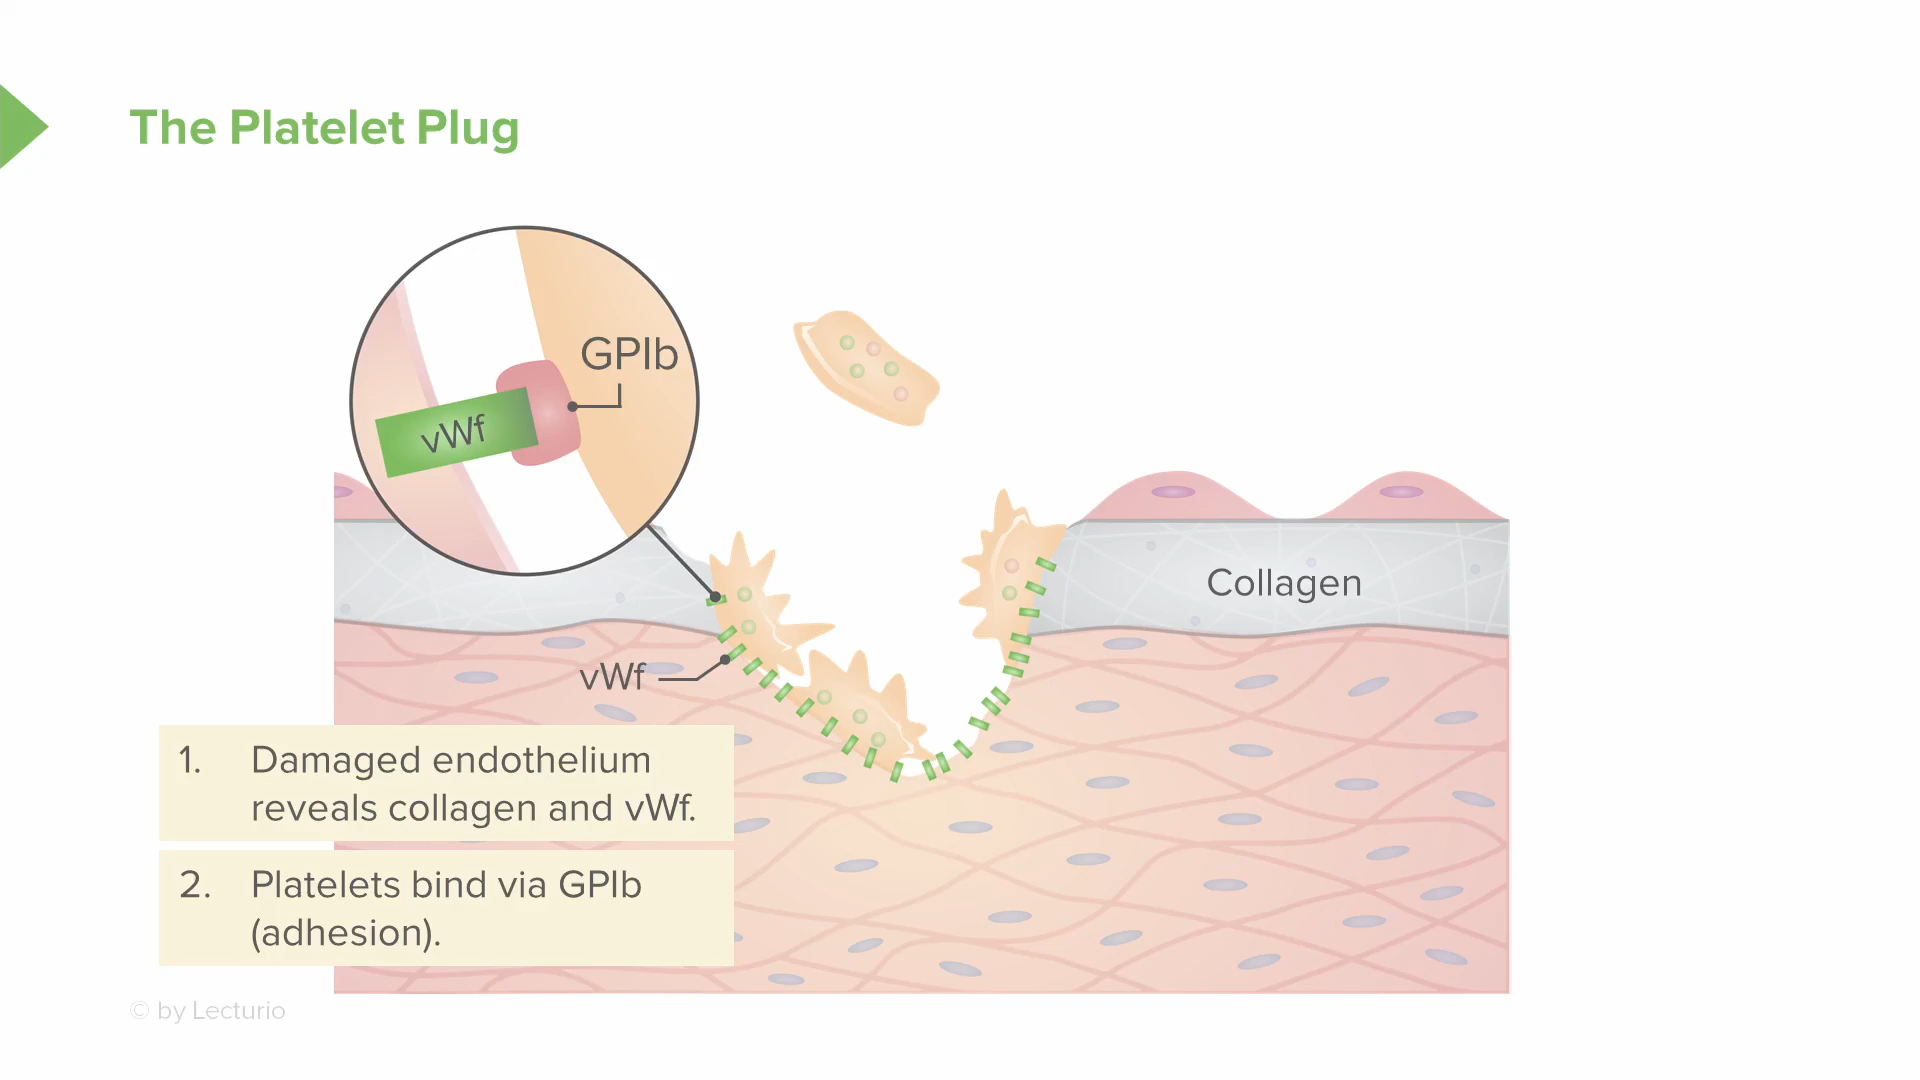 The Platelet Plug
GPIb
vWf
Collagen
vWf
1. Damaged endothelium
reveals collagen and vWf.
2. Platelets bind via GPIb
(adhesion).
© by Lecturio